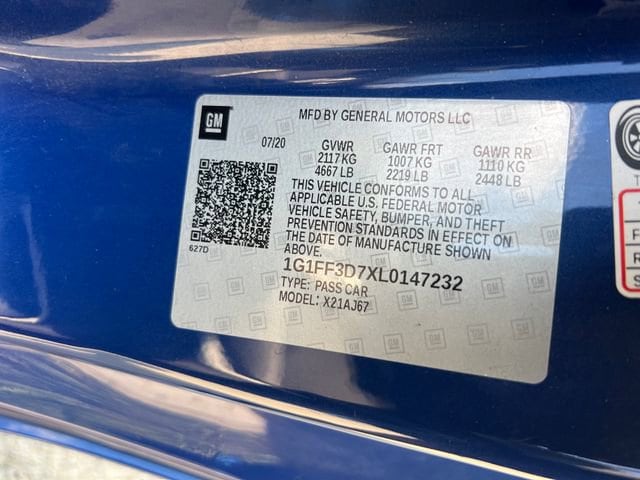 GM
MFD BY GENERAL MOTORS LLC
07/20 GVWR GAWR FRT GAWR RR
2117 KG 1007 KG 1110 KG
4667 LB 2219 LB 2448 LB
THIS VEHICLE CONFORMS TO ALL
APPLICABLE U.S. FEDERAL MOTOR
VEHICLE SAFETY, BUMPER, AND THEFT
PREVENTION STANDARDS IN EFFECT ON
THE DATE OF MANUFACTURE SHOWN
ABOVE.
627D
1G1FF3D7XL0147232
TYPE: PASS CAR
MODEL: X21AJ67